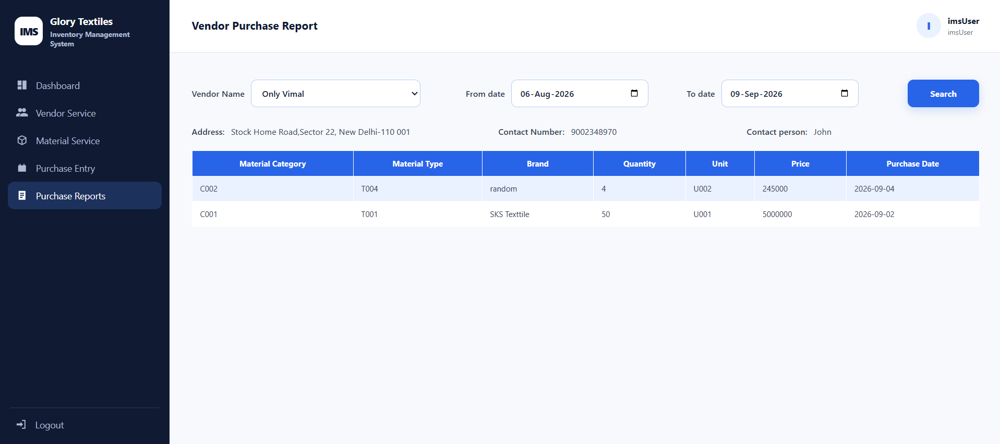 IMS
Glory Textiles
Inventory Management
System
Dashboard
Vendor Service
Material Service
Purchase Entry
Purchase Reports
Logout
Vendor Purchase Report
I
imsUser
imsUser
Vendor Name Only Vimal From date 06-Aug-2026 To date 09-Sep-2026 Search
Address: Stock Home Road,Sector 22, New Delhi-110 001 Contact Number: 9002348970 Contact person: John
Material Category Material Type Brand Quantity Unit Price Purchase Date
C002 T004 random 4 U002 245000 2026-09-04
C001 T001 SKS Texttile 50 U001 5000000 2026-09-02